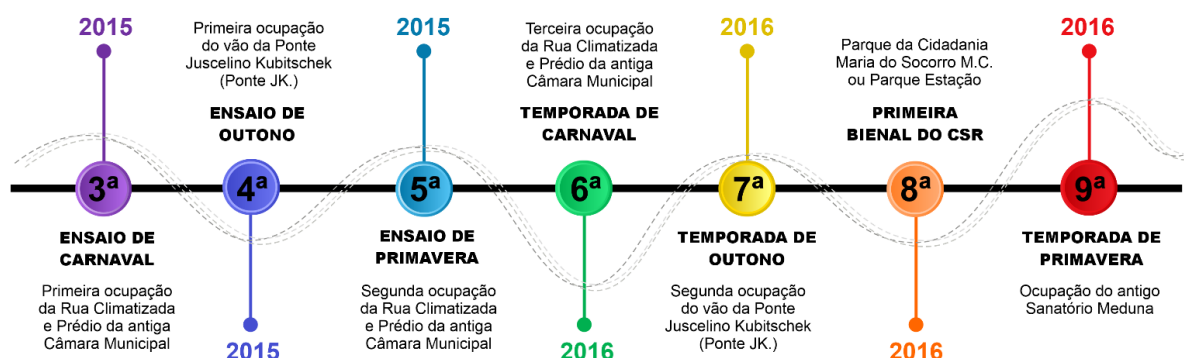 2015
3ª
ENSAIO DE
CARNAVAL
Primeira ocupação
da Rua Climatizada
e Prédio da antiga
Câmara Municipal
Primeira ocupação
do vão da Ponte
Juscelino Kubitschek
(Ponte JK.)
ENSAIO DE
OUTONO
4ª
2015
2015
5ª
ENSAIO DE
PRIMAVERA
Segunda ocupação
da Rua Climatizada
e Prédio da antiga
Câmara Municipal
Terceira ocupação
da Rua Climatizada
e Prédio da antiga
Câmara Municipal
TEMPORADA DE
CARNAVAL
6ª
2016
2016
7ª
TEMPORADA DE
OUTONO
Segunda ocupação
do vão da Ponte
Juscelino Kubitschek
(Ponte JK.)
Parque da Cidadania
Maria do Socorro M.C.
ou Parque Estação
PRIMEIRA
BIENAL DO CSR
8ª
2016
2016
9ª
TEMPORADA DE
PRIMAVERA
Ocupação do antigo
Sanatório Meduna